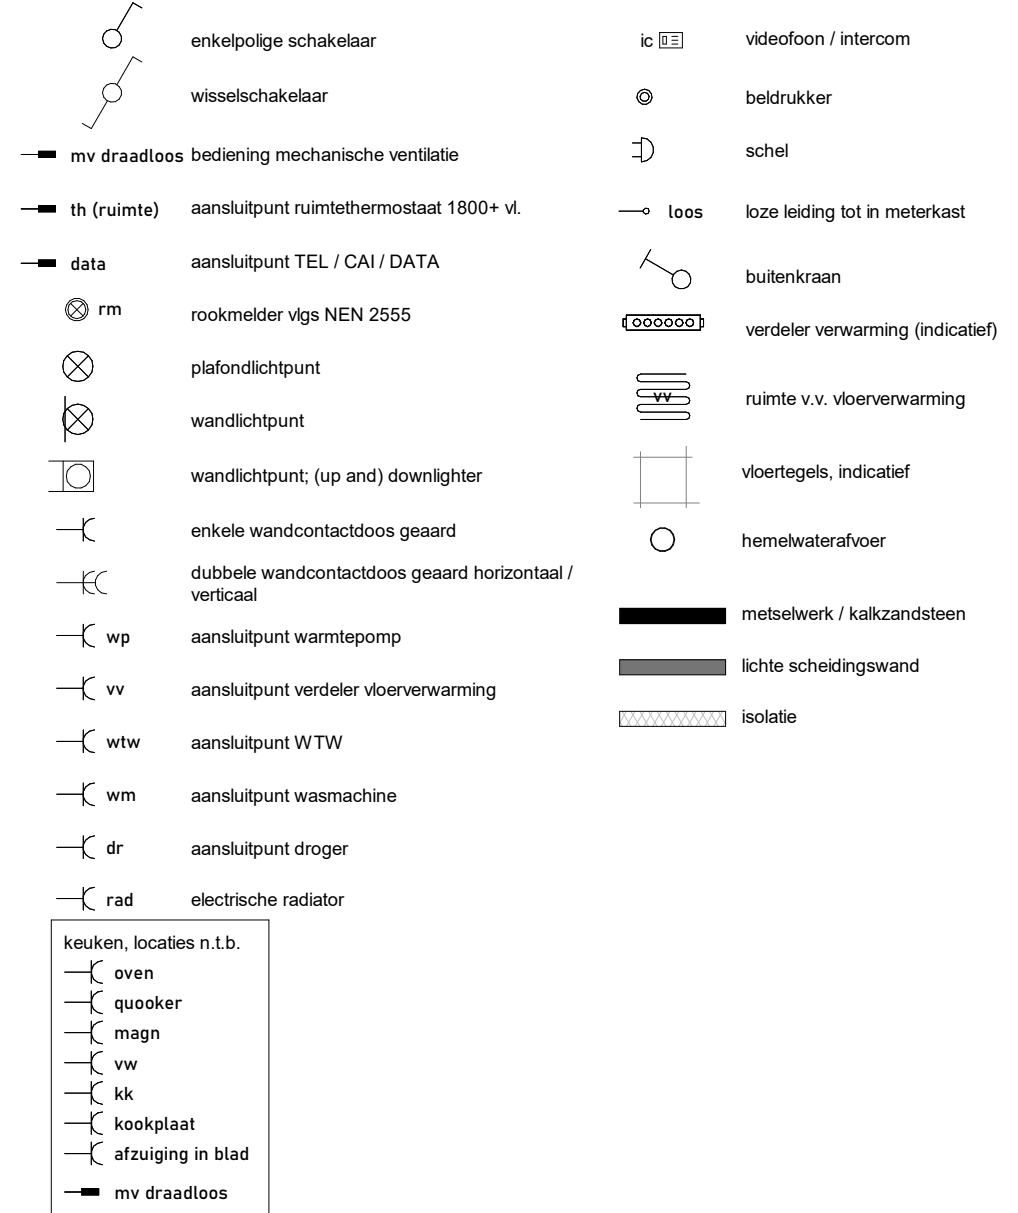 enkelpolige schakelaar
wisselschakelaar
mv draadloos bediening mechanische ventilatie
th (ruimte) aansluitpunt ruimtethermostaat 1800+ vl.
data aansluitpunt TEL / CAI / DATA
rm rookmelder vlgs NEN 2555
plafondlichtpunt
wandlichtpunt
wandlichtpunt; (up and) downlighter
enkele wandcontactdoos geaard
dubbele wandcontactdoos geaard horizontaal /
verticaal
wp aansluitpunt warmtepomp
vv aansluitpunt verdeler vloerverwarming
wtw aansluitpunt WTW
wm aansluitpunt wasmachine
dr aansluitpunt droger
rad electrische radiator
keuken, locaties n.t.b.
oven
quooker
magn
vw
kk
kookplaat
afzuiging in blad
mv draadloos
ic videofoon / intercom
beldrukker
schel
loos loze leiding tot in meterkast
buitenkraan
verdeler verwarming (indicatief)
vv ruimte v.v. vloerverwarming
vloertegels, indicatief
hemelwaterafvoer
metselwerk / kalkzandsteen
lichte scheidingswand
isolatie